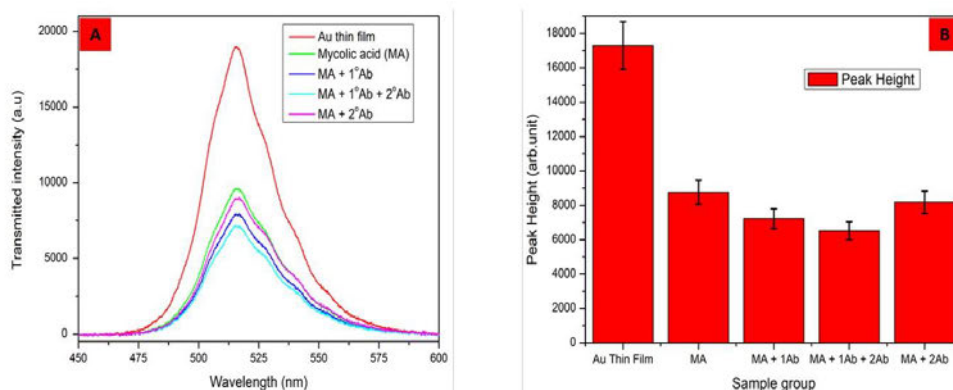 A
20000
15000
10000
5000
0
Transmitted intensity (a.u)
Au thin film
Mycolic acid (MA)
MA + 1°Ab
MA + 1°Ab + 2°Ab
MA + 2°Ab
450 475 500 525 550 575 600
Wavelength (nm)
B
18000
16000
14000
12000
10000
8000
6000
4000
2000
0
Peak Height (arb.unit)
Peak Height
Au Thin Film MA MA + 1Ab MA + 1Ab + 2Ab MA + 2Ab
Sample group